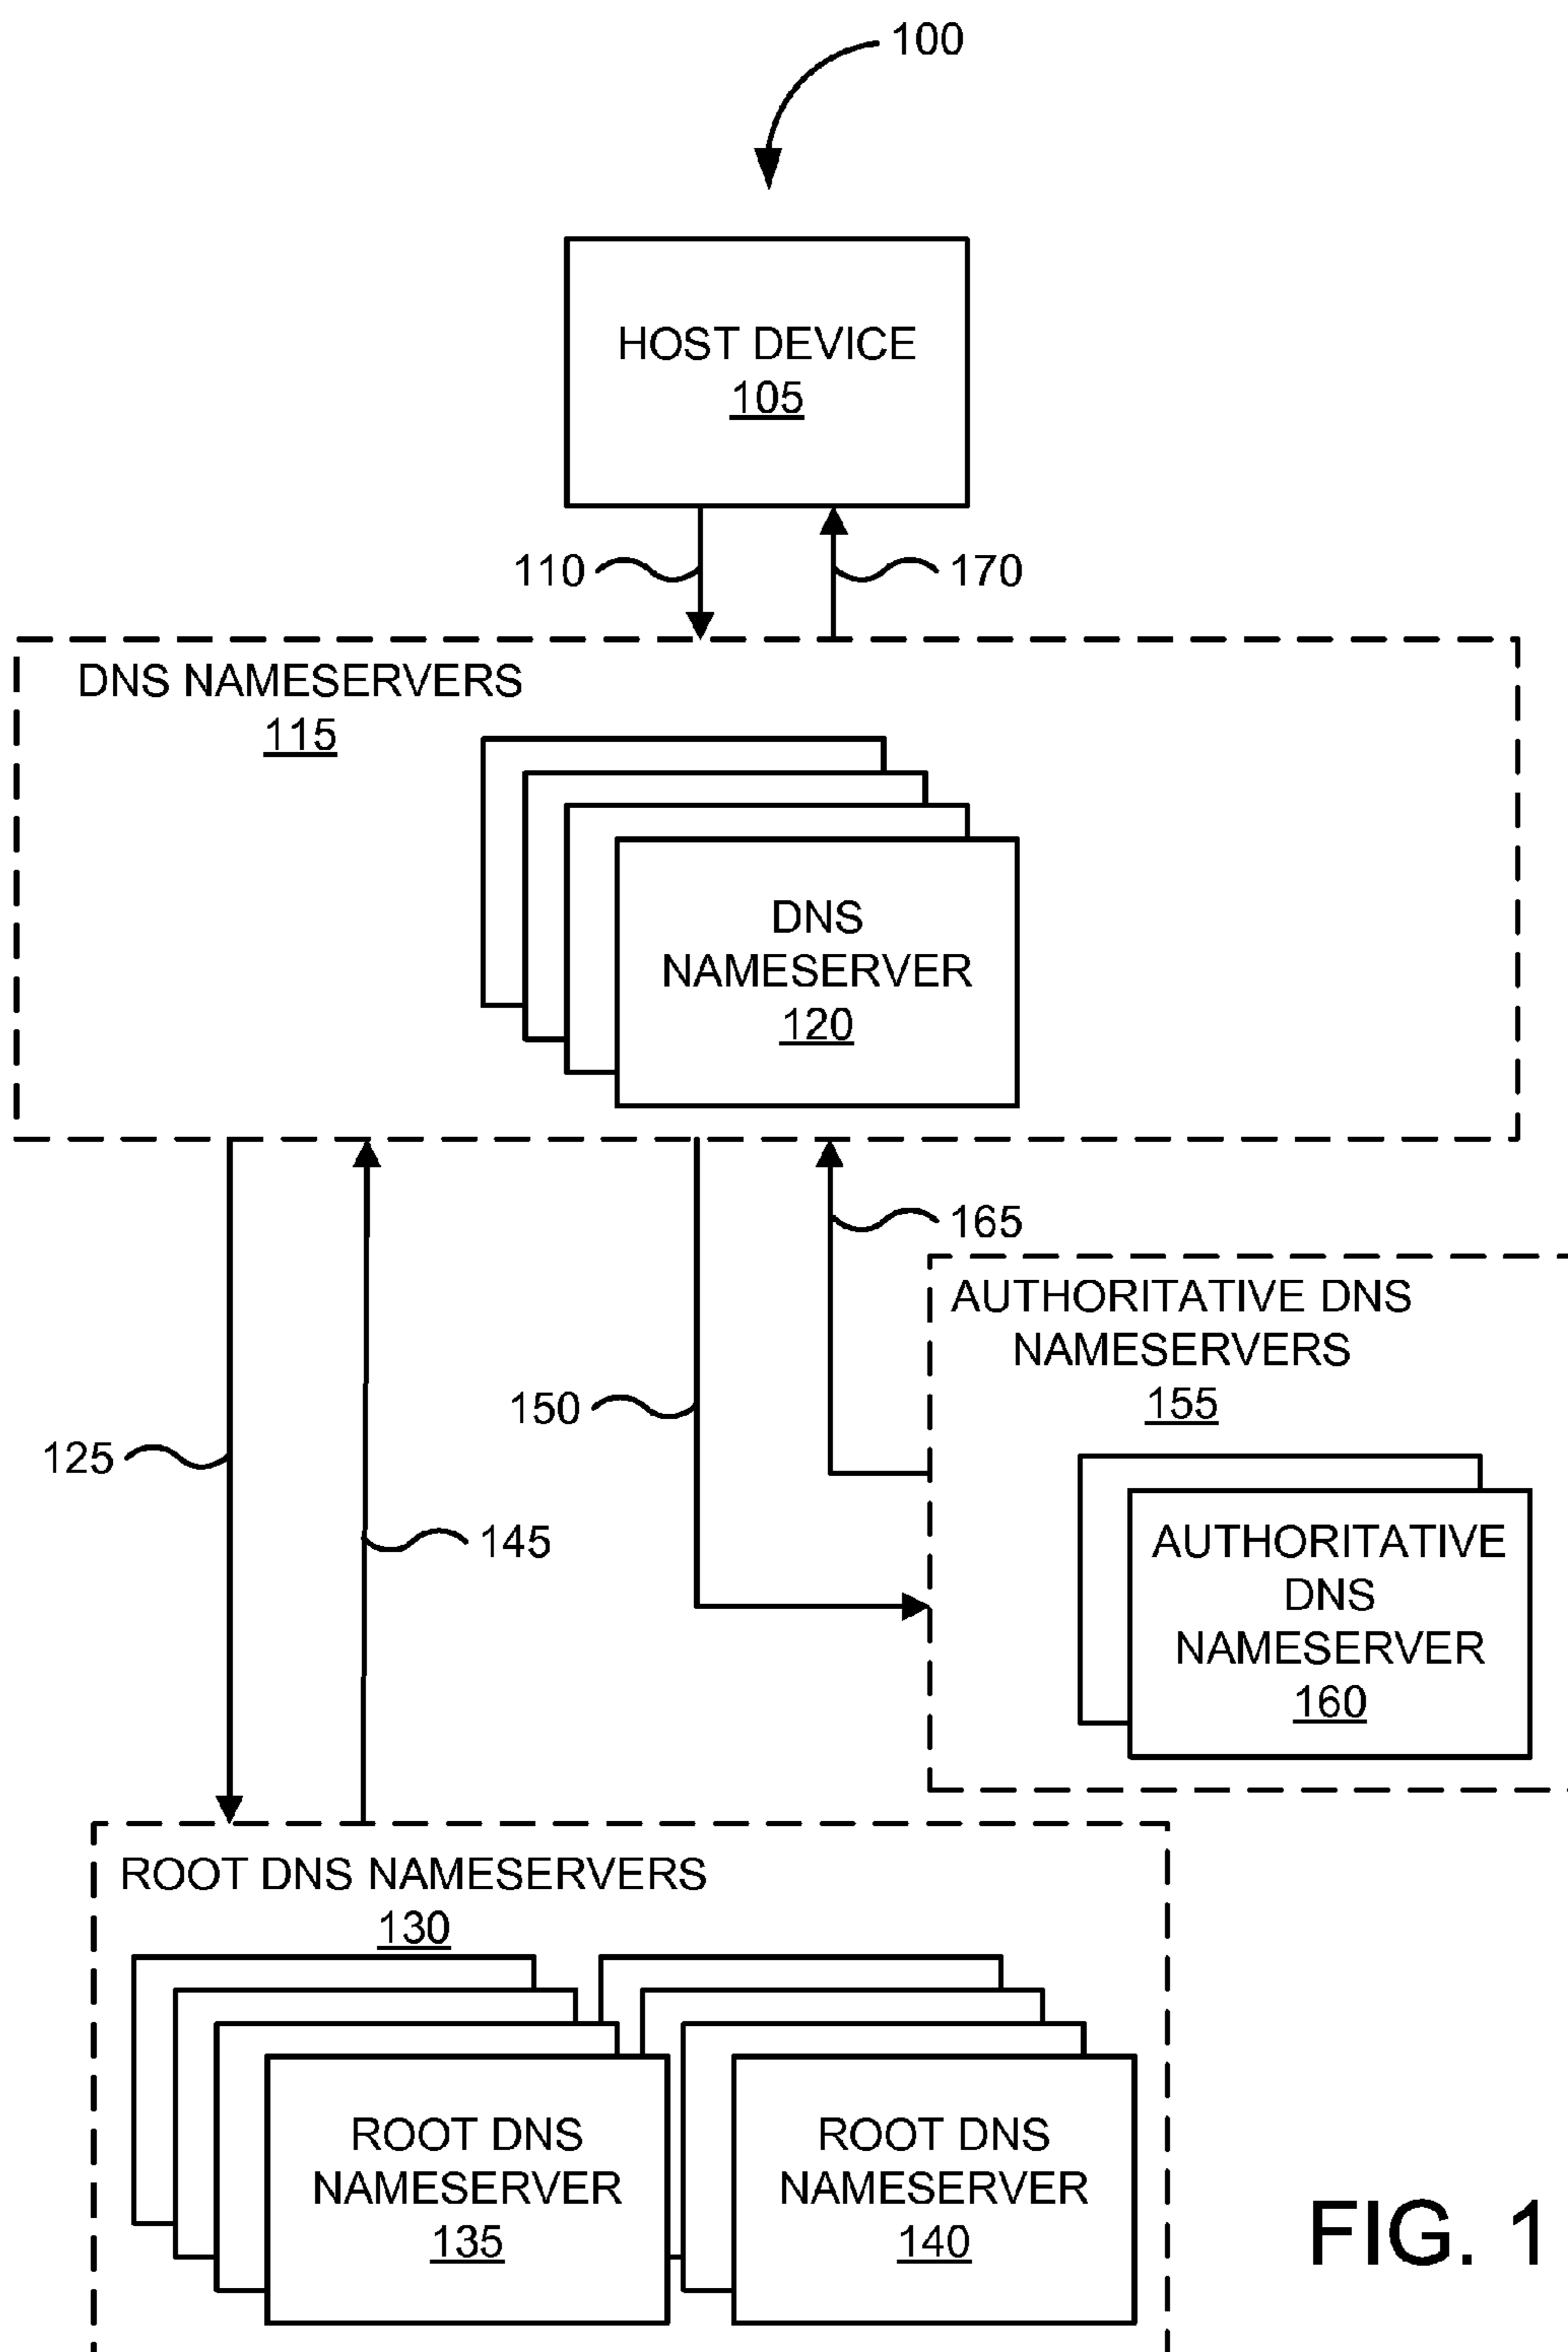 100
HOST DEVICE
105
110
170
DNS NAMESERVERS
115
DNS
NAMESERVER
120
165
AUTHORITATIVE DNS
NAMESERVERS
155
150
125
145
AUTHORITATIVE
DNS
NAMESERVER
160
ROOT DNS NAMESERVERS
130
ROOT DNS
NAMESERVER
135
ROOT DNS
NAMESERVER
140
FIG. 1